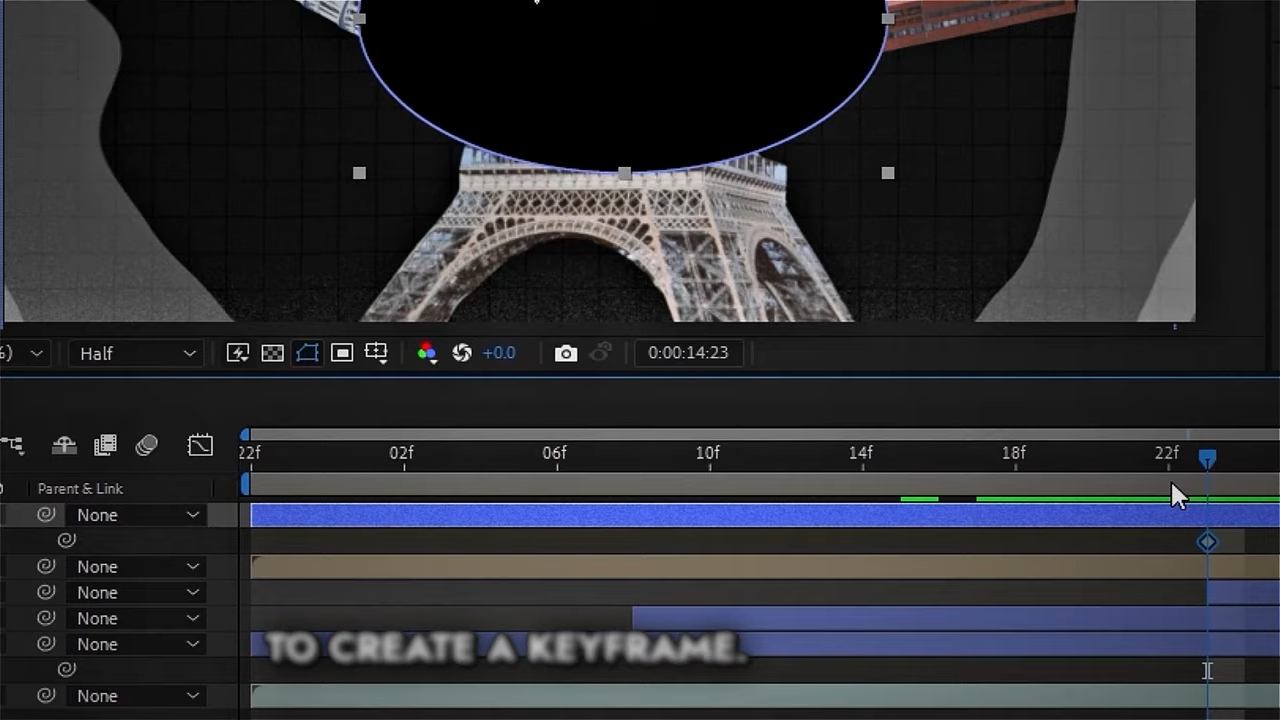 %)
Half
+0.0
0:00:14:23
22f 02f 06f 10f 14f 18f 22f
Parent & Link
None
None
None
None
None
TO CREATE A KEYFRAME.
None